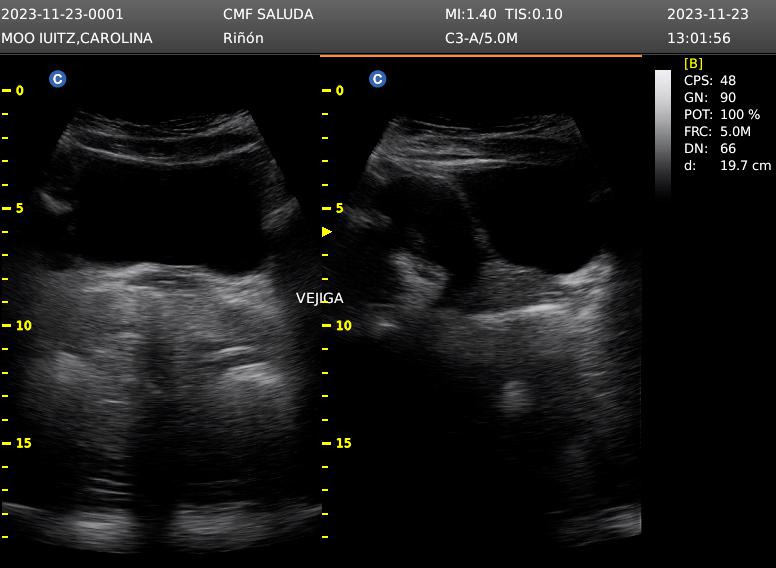 2023-11-23-0001 CMF SALUDA MI:1.40 TIS:0.10 2023-11-23
MOO IUITZ,CAROLINA Riñón C3-A/5.0M 13:01:56
C C
[B]
CPS: 48
GN: 90
POT: 100 %
FRC: 5.0M
DN: 66
d: 19.7 cm
0 0
5 5
VEJIGA
10 10
15 15